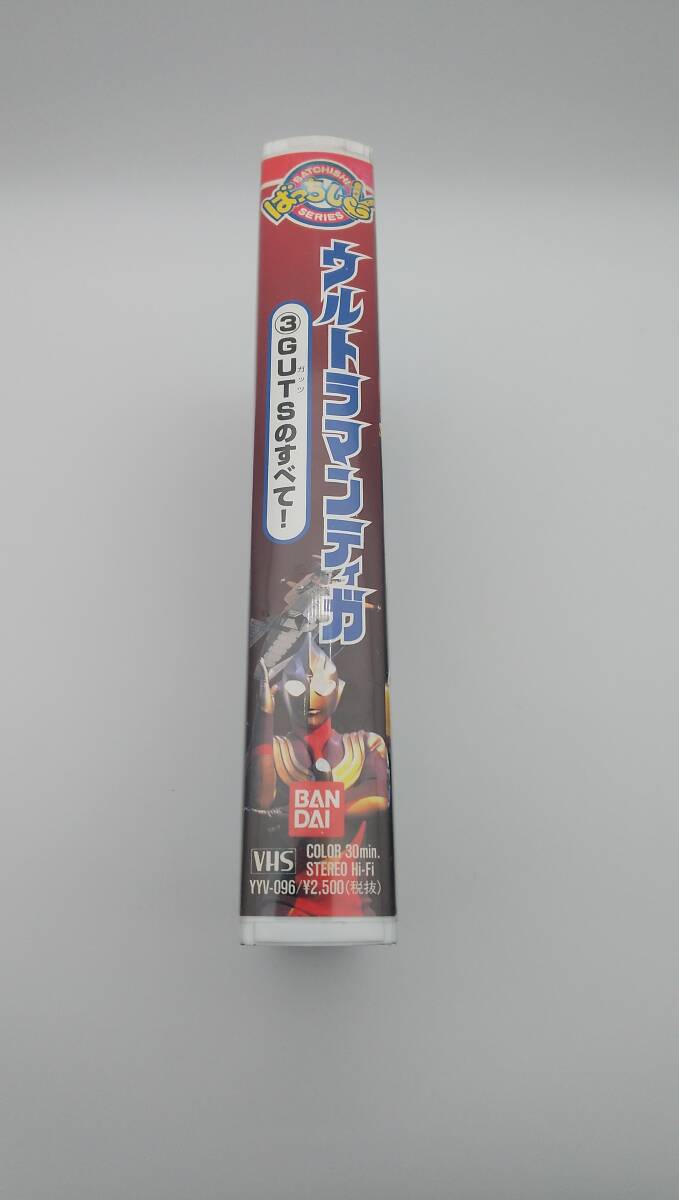 BATCHISHI
ばっちし!!
SERIES
ウルトラマンティガ
③GUTSのすべて!
ガッツ
BAN
DAI
VHS
COLOR 30min.
STEREO Hi-Fi
YYV-096/¥2,500(税抜)